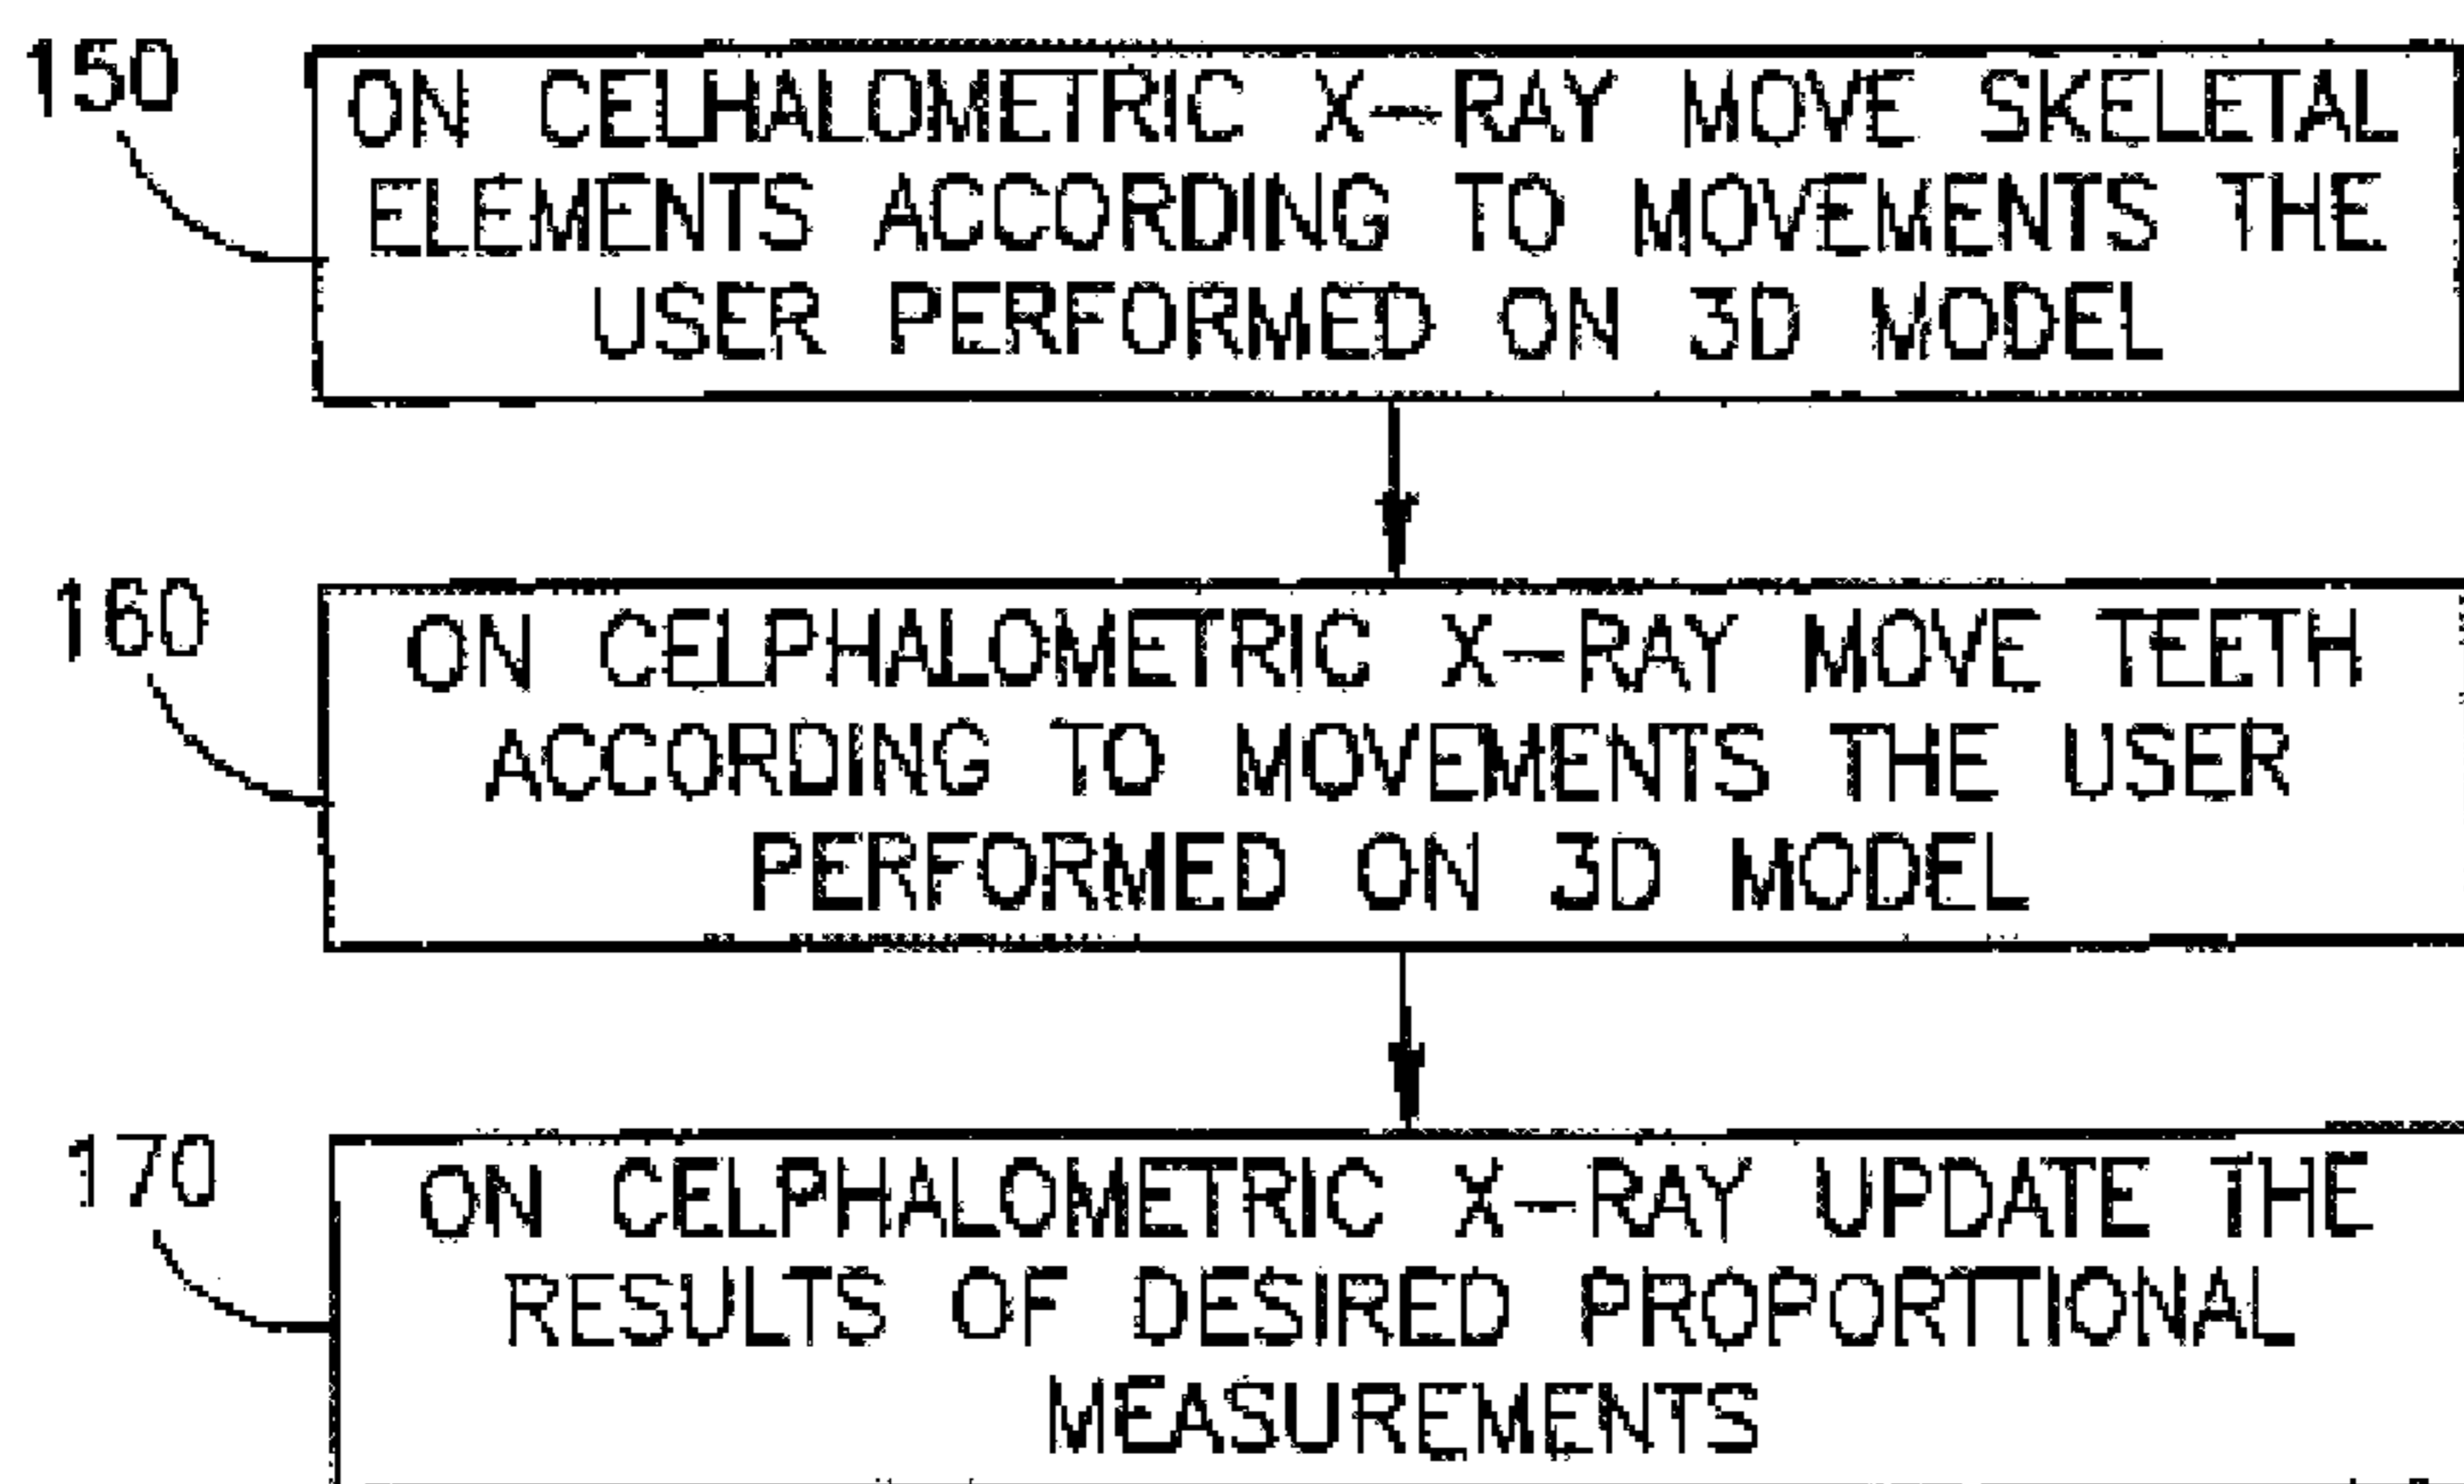 150
ON CELHALOMETRIC X-RAY MOVE SKELETAL
ELEMENTS ACCORDING TO MOVEMENTS THE
USER PERFORMED ON 3D MODEL
160
ON CELPHALOMETRIC X-RAY MOVE TEETH
ACCORDING TO MOVEMENTS THE USER
PERFORMED ON 3D MODEL
170
ON CELPHALOMETRIC X-RAY UPDATE THE
RESULTS OF DESIRED PROPORTTIONAL
MEASUREMENTS